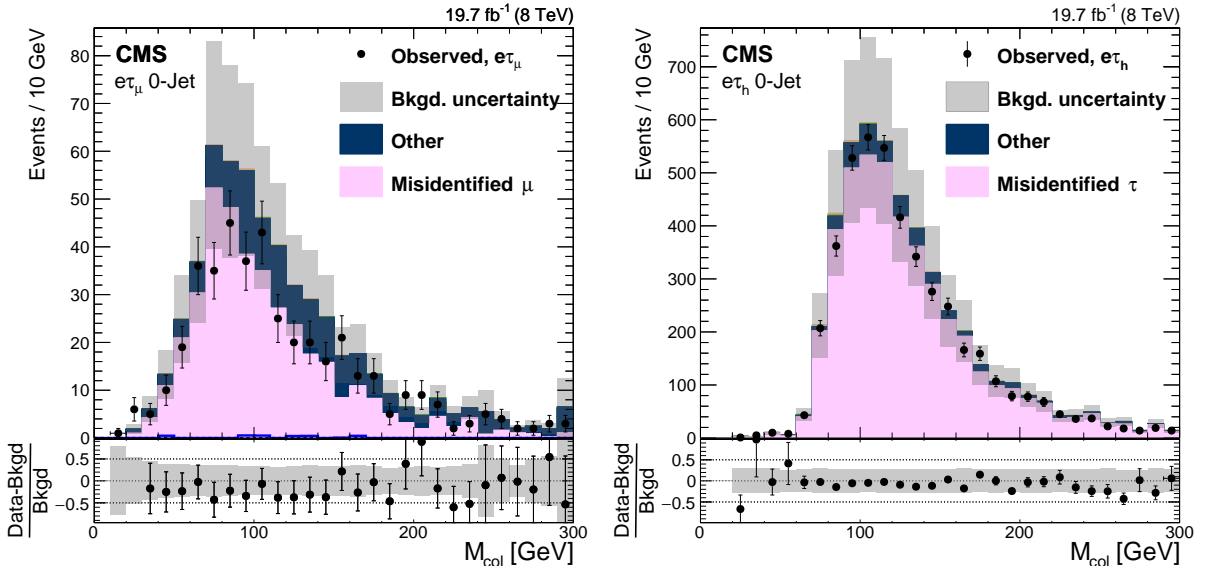 19.7 fb⁻¹ (8 TeV)
CMS
eτμ 0-Jet
Observed, eτμ
Bkgd. uncertainty
Other
Misidentified μ
Events / 10 GeV
80
70
60
50
40
30
20
10
0
Data-Bkgd
Bkgd
0.5
0
−0.5
0 100 200 300
M_col [GeV]
19.7 fb⁻¹ (8 TeV)
CMS
eτh 0-Jet
Observed, eτh
Bkgd. uncertainty
Other
Misidentified τ
Events / 10 GeV
700
600
500
400
300
200
100
0
Data-Bkgd
Bkgd
0.5
0
−0.5
0 100 200 300
M_col [GeV]